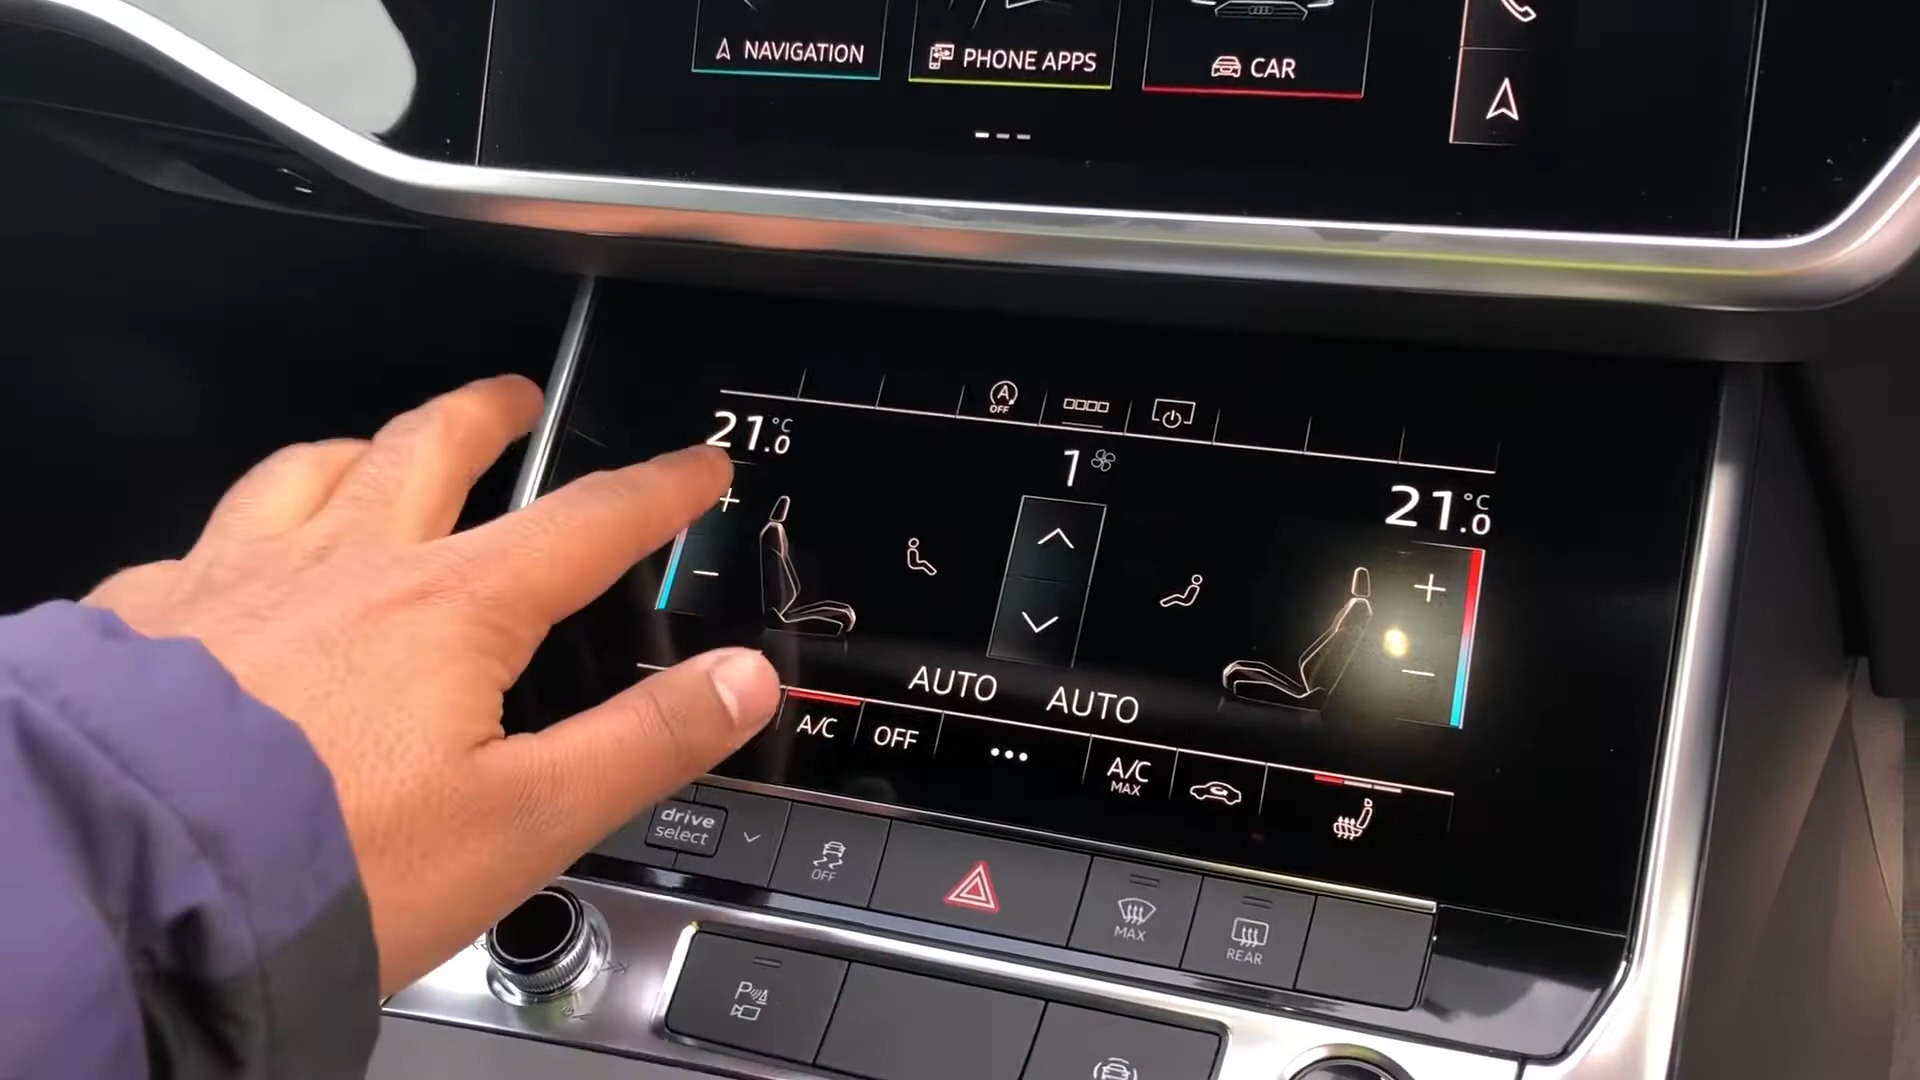 NAVIGATION
PHONE APPS
CAR
A
OFF
21.0 °C
1
21.0 °C
+
+
−
−
AUTO AUTO
A/C
OFF
•••
A/C
MAX
drive
select
OFF
MAX
REAR
P